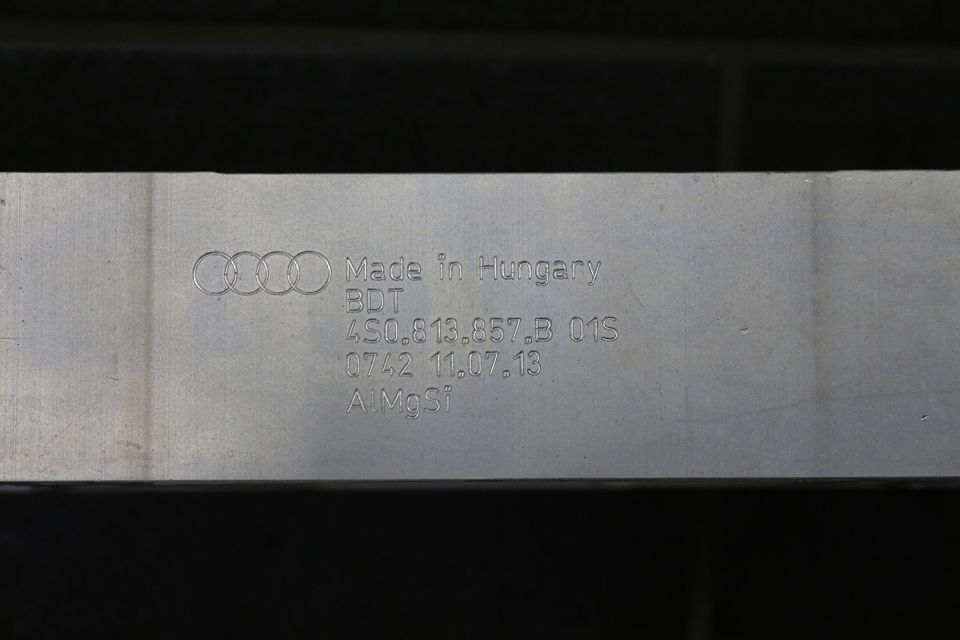 Made in Hungary
BDT
4S0.813.857.B 01S
0742 11.07.13
AlMgSi